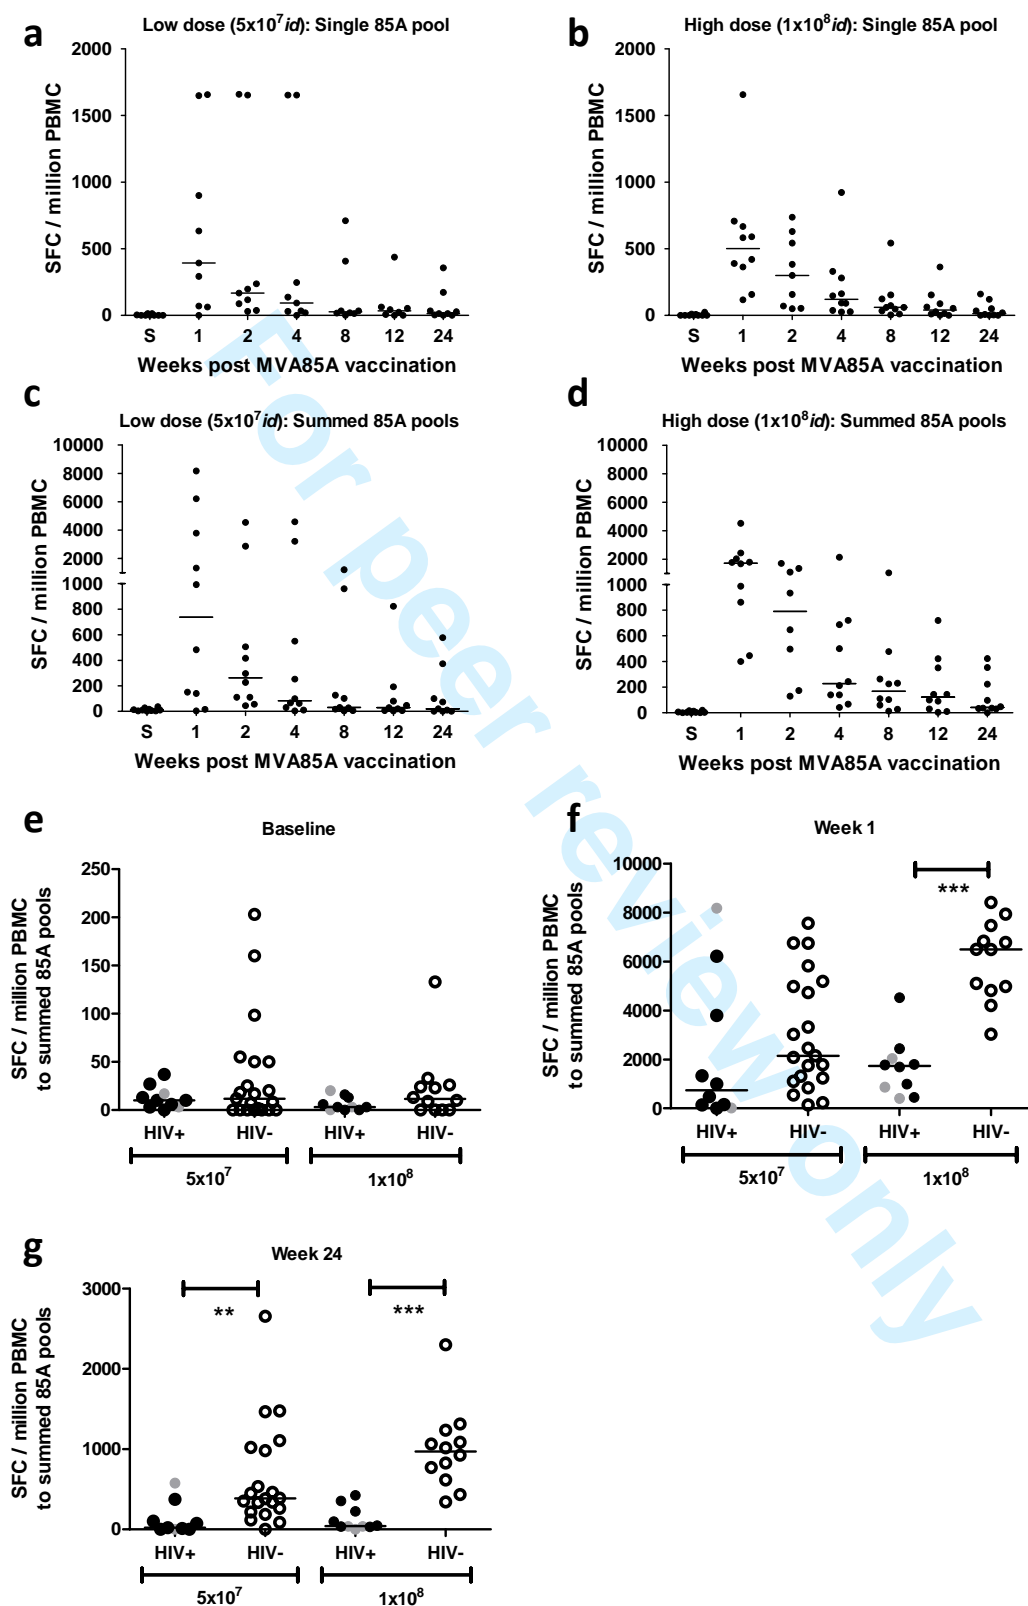 a
Low dose (5x10⁷id): Single 85A pool
SFC / million PBMC
2000
1500
1000
500
0
S 1 2 4 8 12 24
Weeks post MVA85A vaccination
b
High dose (1x10⁸id): Single 85A pool
SFC / million PBMC
2000
1500
1000
500
0
S 1 2 4 8 12 24
Weeks post MVA85A vaccination
c
Low dose (5x10⁷id): Summed 85A pools
SFC / million PBMC
10000
8000
6000
4000
2000
1000
800
600
400
200
0
S 1 2 4 8 12 24
Weeks post MVA85A vaccination
d
High dose (1x10⁸id): Summed 85A pools
SFC / million PBMC
10000
8000
6000
4000
2000
1000
800
600
400
200
0
S 1 2 4 8 12 24
Weeks post MVA85A vaccination
e
Baseline
SFC / million PBMC
to summed 85A pools
250
200
150
100
50
0
HIV+ HIV- HIV+ HIV-
5x10⁷ 1x10⁸
f
Week 1
SFC / million PBMC
to summed 85A pools
10000
8000
6000
4000
2000
0
***
HIV+ HIV- HIV+ HIV-
5x10⁷ 1x10⁸
g
Week 24
SFC / million PBMC
to summed 85A pools
3000
2000
1000
0
** ***
HIV+ HIV- HIV+ HIV-
5x10⁷ 1x10⁸
For peer review only